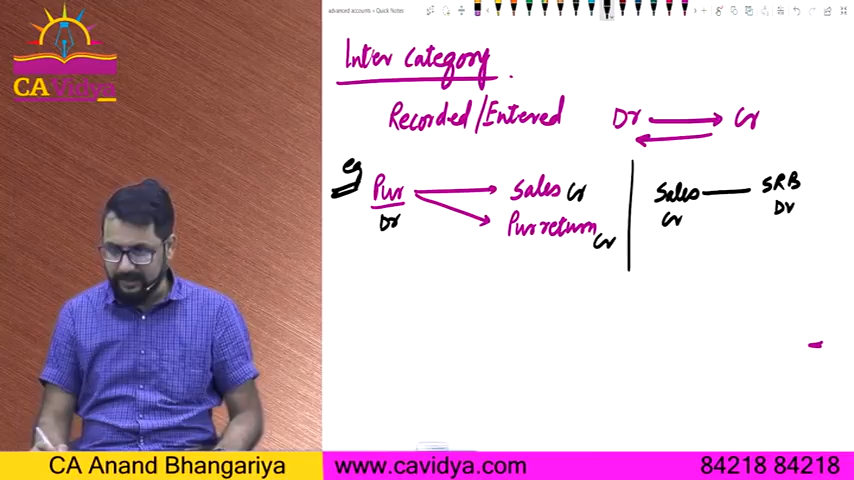 advanced accounts » Quick Notes
CA Vidya
Inter Category
Recorded/Entered Dr Cr
eg
Pur Sales Cr
Dr Pur return Cr
Sales SRB
Cr Dr
CA Anand Bhangariya www.cavidya.com 84218 84218